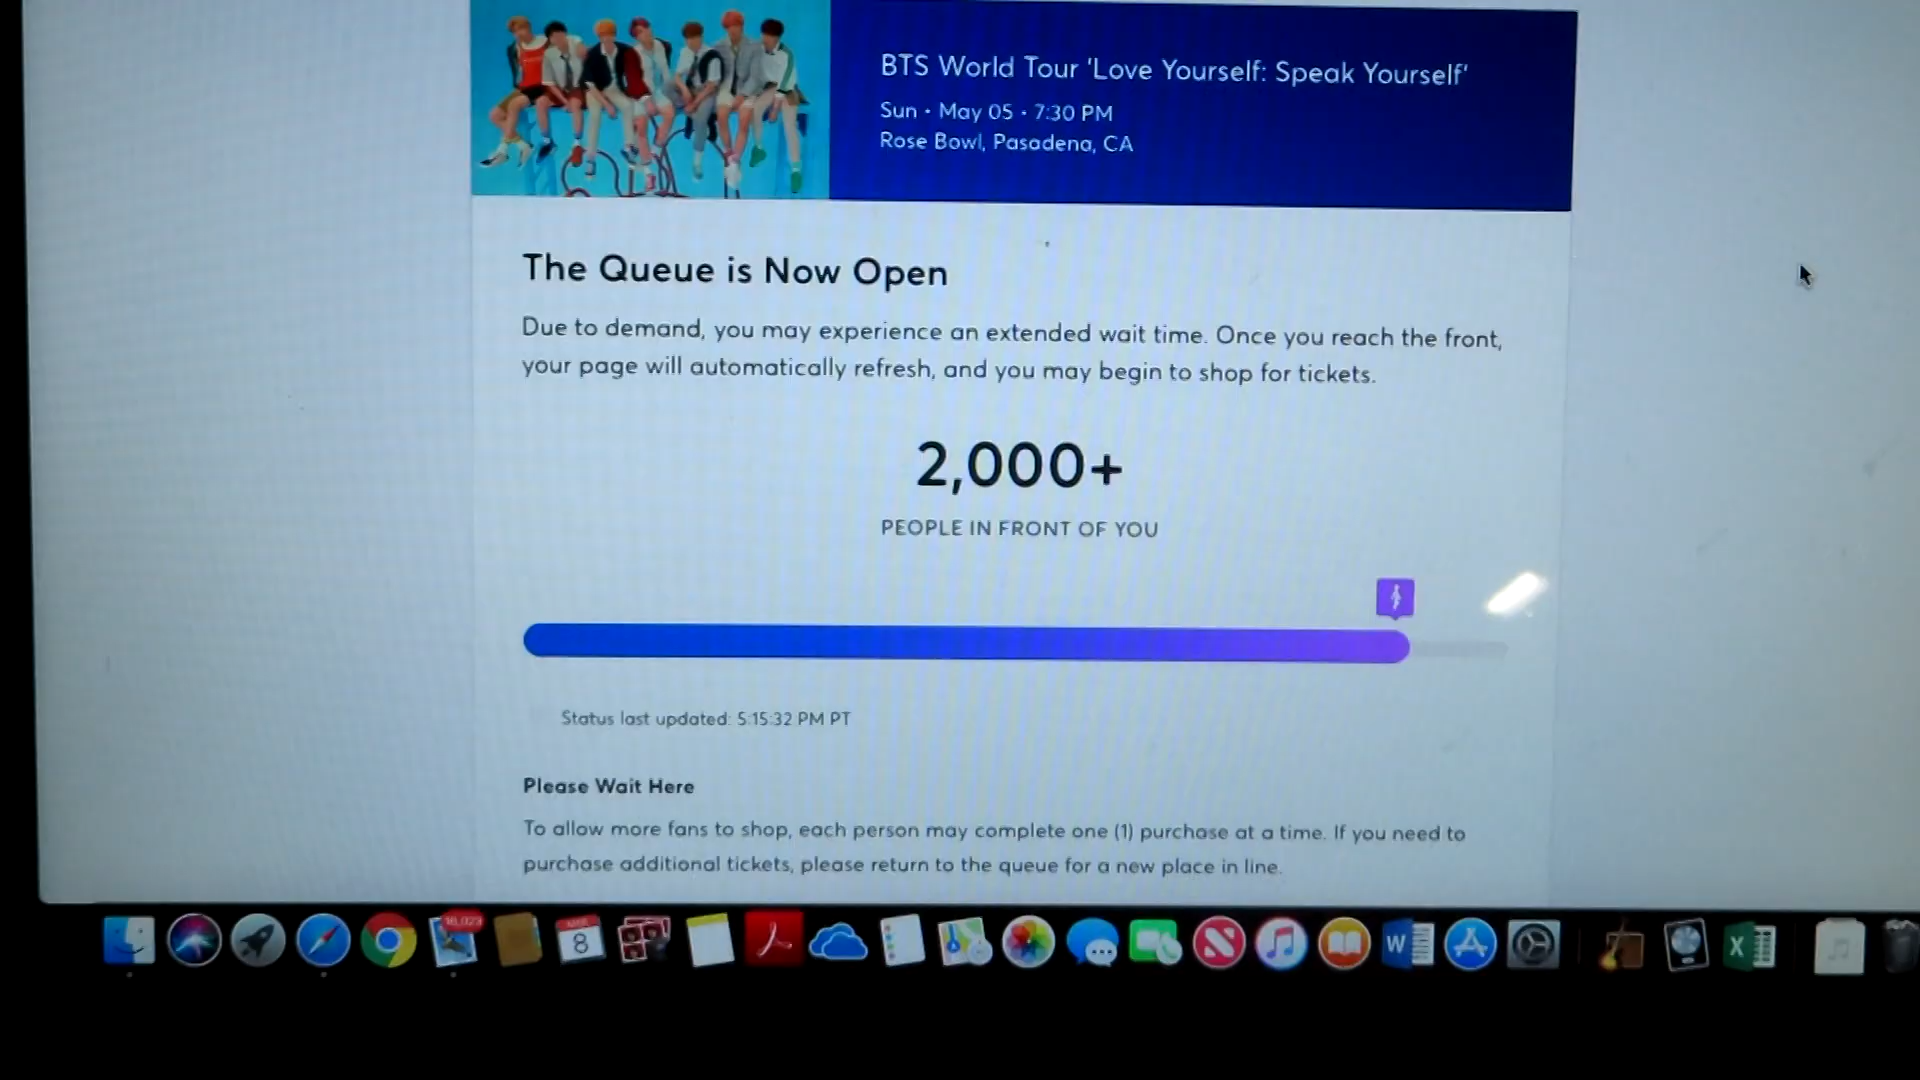 BTS World Tour 'Love Yourself: Speak Yourself'
Sun • May 05 • 7:30 PM
Rose Bowl, Pasadena, CA
The Queue is Now Open
Due to demand, you may experience an extended wait time. Once you reach the front,
your page will automatically refresh, and you may begin to shop for tickets.
2,000+
PEOPLE IN FRONT OF YOU
Status last updated: 5:15:32 PM PT
Please Wait Here
To allow more fans to shop, each person may complete one (1) purchase at a time. If you need to
purchase additional tickets, please return to the queue for a new place in line.
8
W
X